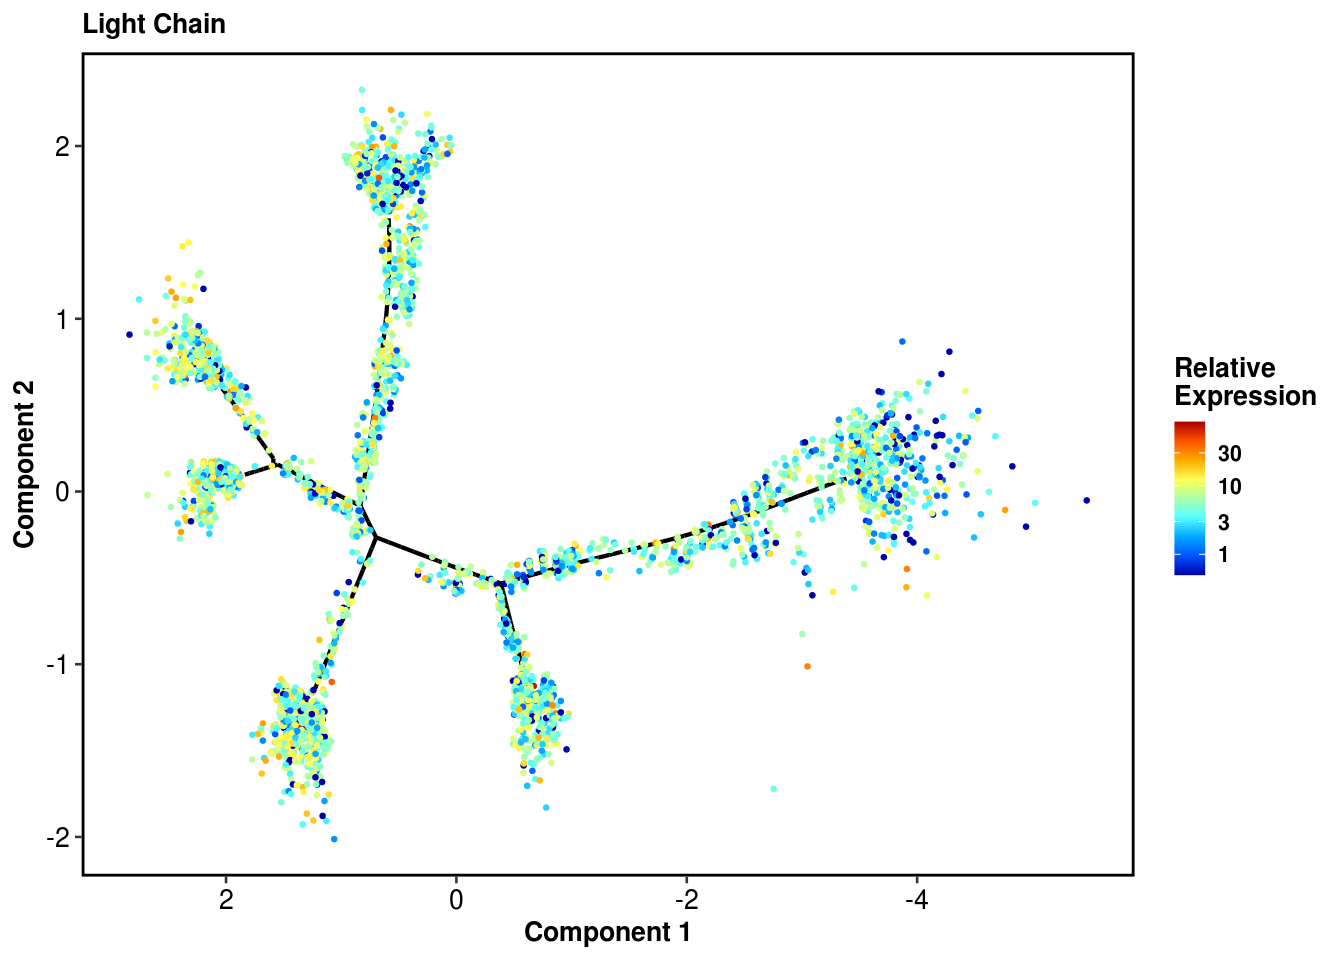 Light Chain
Component 2
2
1
0
-1
-2
2
0
-2
-4
Component 1
Relative
Expression
30
10
3
1